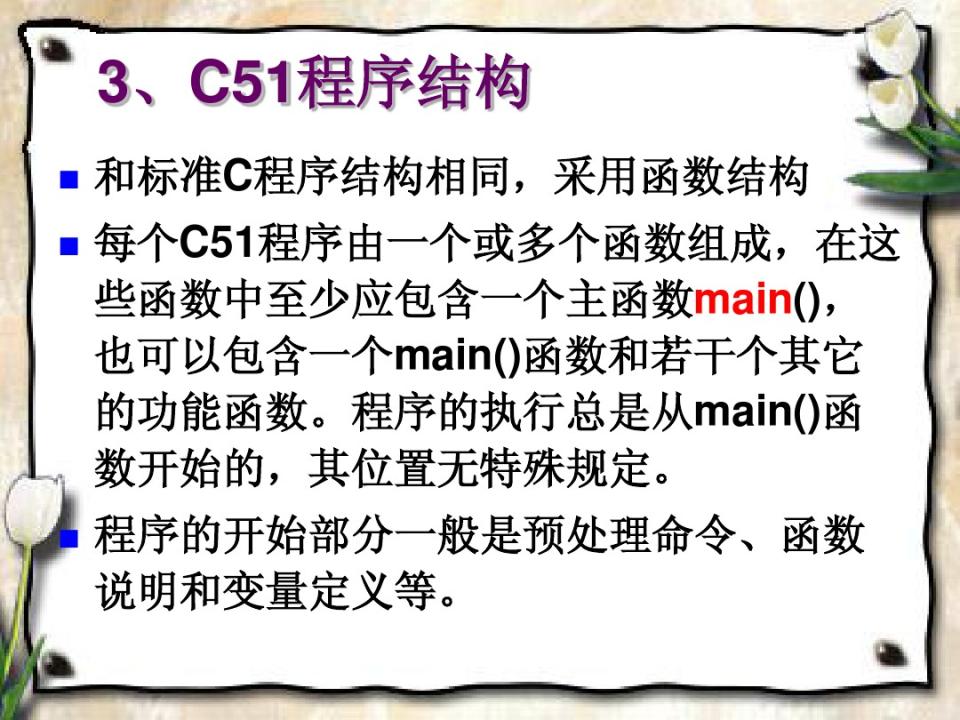 3、C51程序结构
和标准C程序结构相同，采用函数结构
每个C51程序由一个或多个函数组成，在这
些函数中至少应包含一个主函数main()，
也可以包含一个main()函数和若干个其它
的功能函数。程序的执行总是从main()函
数开始的，其位置无特殊规定。
程序的开始部分一般是预处理命令、函数
说明和变量定义等。